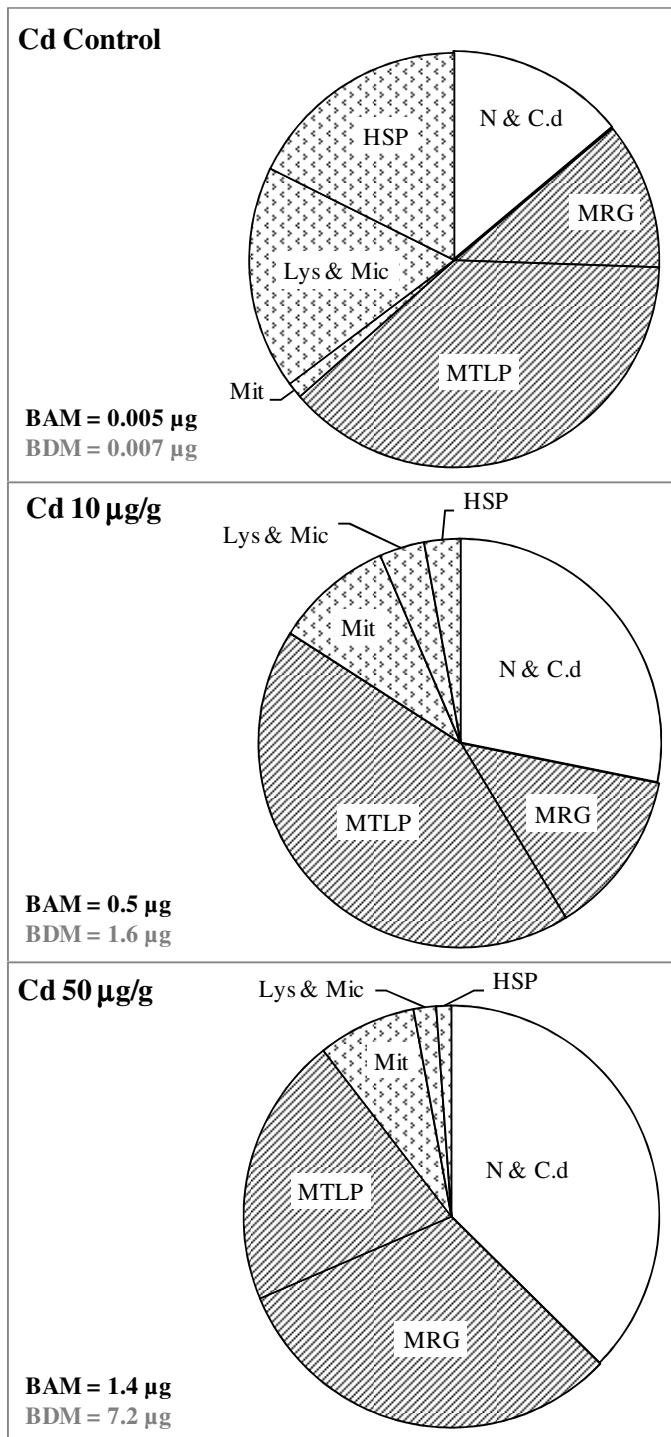 Cd Control
N & C.d
HSP
MRG
Lys & Mic
MTLP
Mit
BAM = 0.005 µg
BDM = 0.007 µg
Cd 10 µg/g
HSP
Lys & Mic
Mit
N & C.d
MTLP
MRG
BAM = 0.5 µg
BDM = 1.6 µg
Cd 50 µg/g
Lys & Mic
HSP
Mit
N & C.d
MTLP
MRG
BAM = 1.4 µg
BDM = 7.2 µg